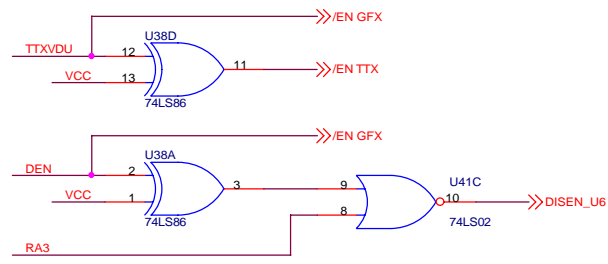 /EN GFX
U38D
TTXVDU 12
11 /EN TTX
VCC 13
74LS86
/EN GFX
U38A
DEN 2
3 9 U41C
VCC 1 10 DISEN_U6
8
74LS86 74LS02
RA3